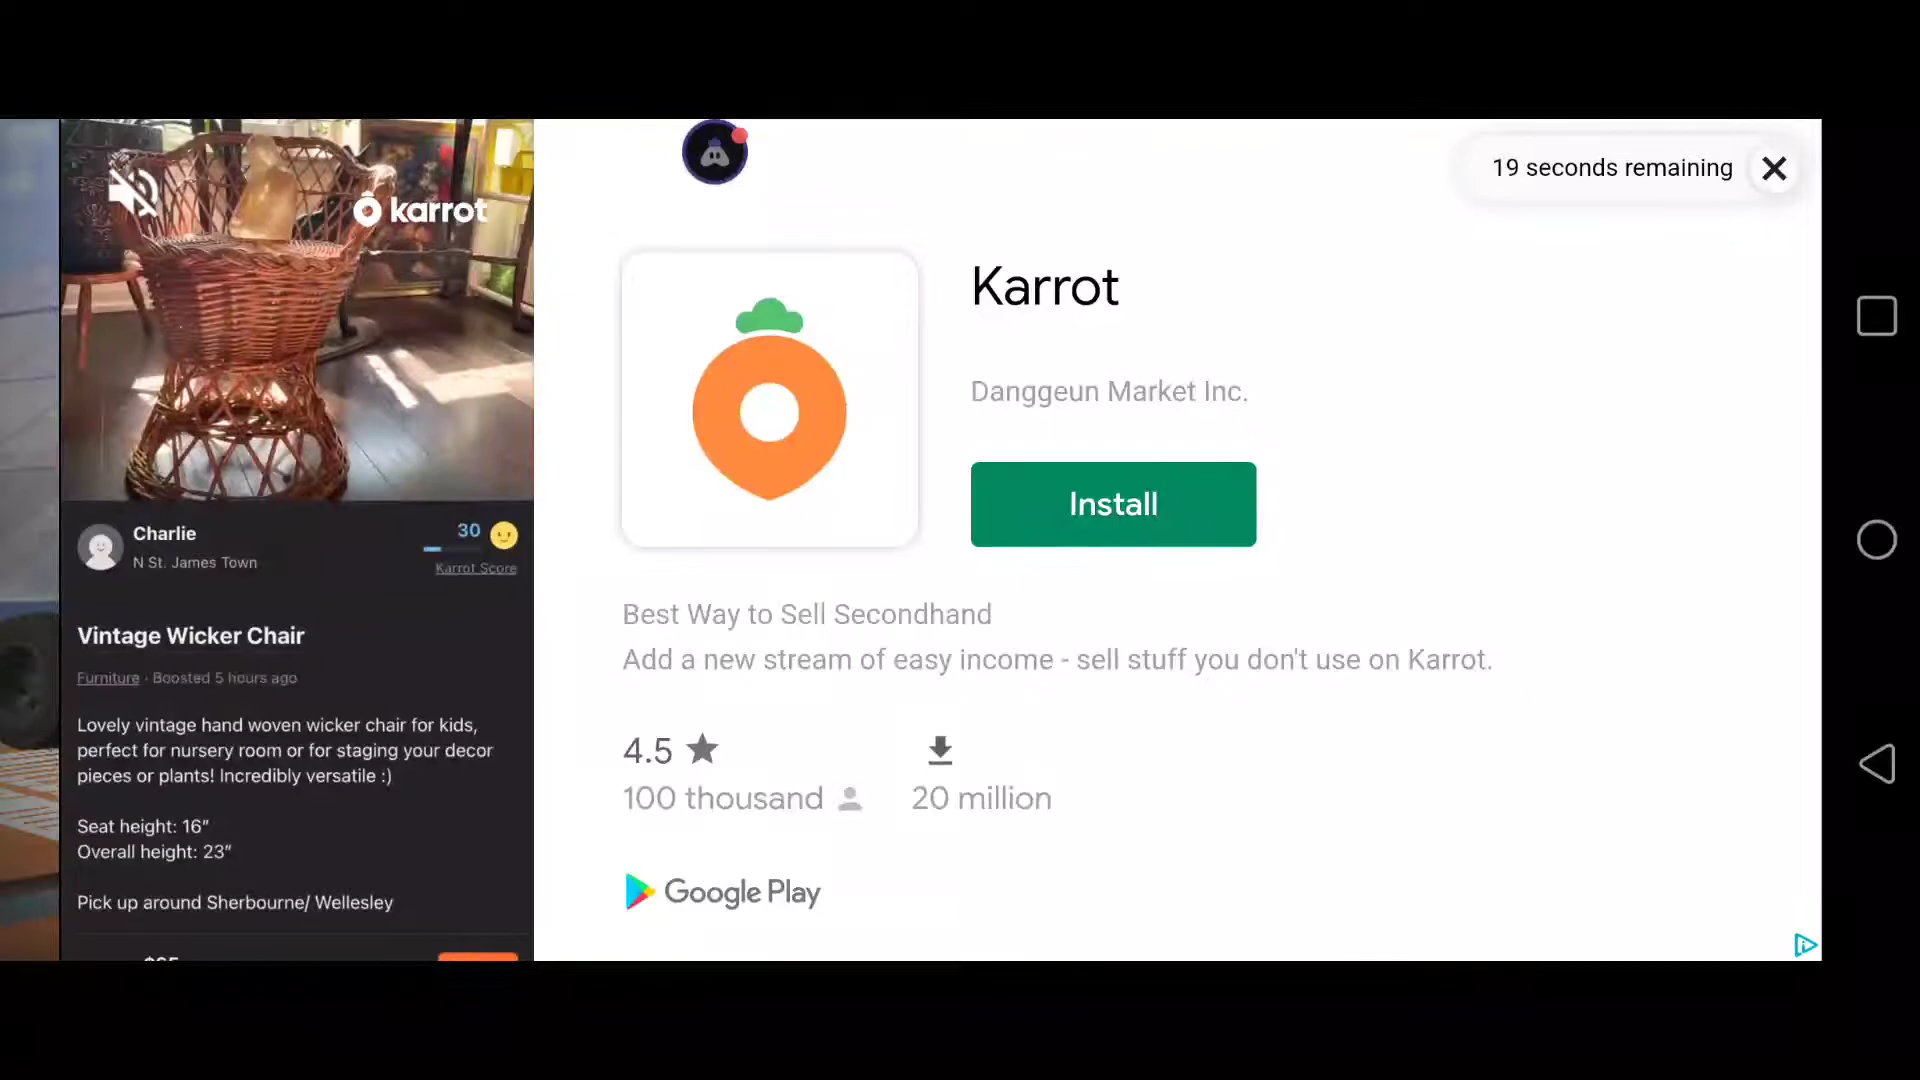 karrot
Charlie
N St. James Town
30
Karrot Score
Vintage Wicker Chair
Furniture · Boosted 5 hours ago
Lovely vintage hand woven wicker chair for kids,
perfect for nursery room or for staging your decor
pieces or plants! Incredibly versatile :)
Seat height: 16"
Overall height: 23"
Pick up around Sherbourne/ Wellesley
19 seconds remaining
Karrot
Danggeun Market Inc.
Install
Best Way to Sell Secondhand
Add a new stream of easy income - sell stuff you don't use on Karrot.
4.5
100 thousand
20 million
Google Play